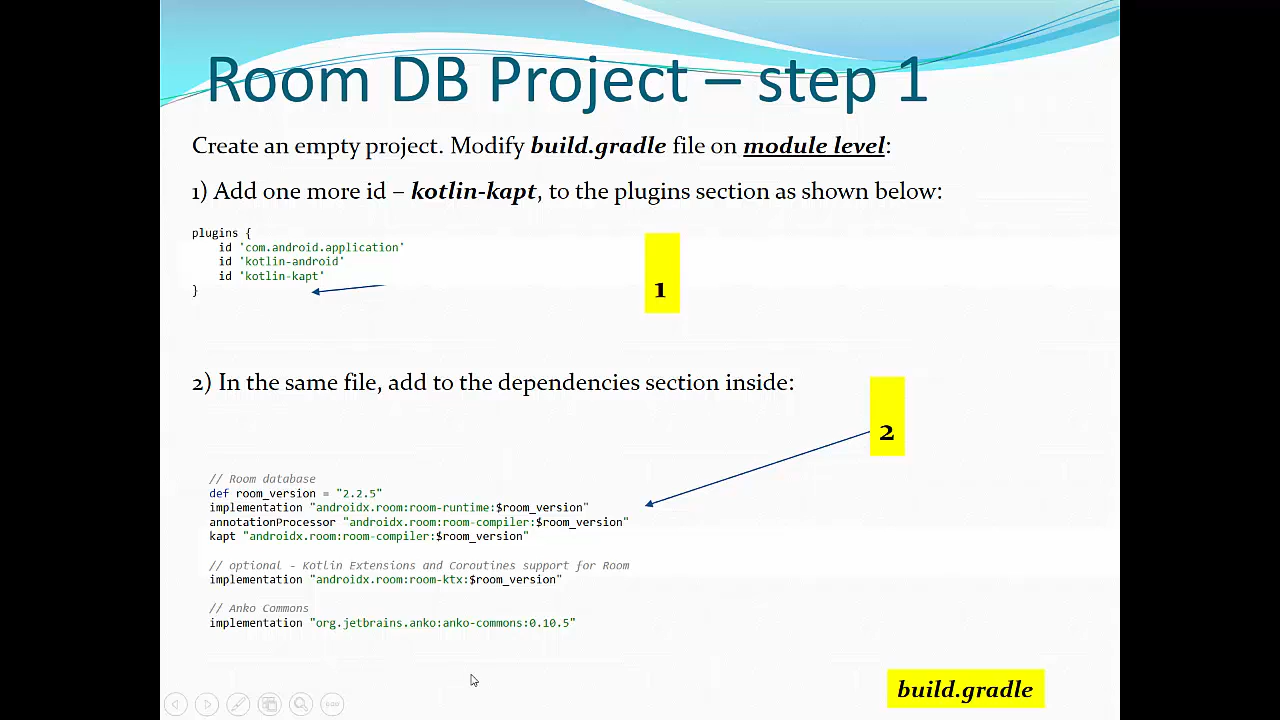 Room DB Project – step 1
Create an empty project. Modify build.gradle file on module level:
1) Add one more id – kotlin-kapt, to the plugins section as shown below:
plugins {
    id 'com.android.application'
    id 'kotlin-android'
    id 'kotlin-kapt'
}
1
2) In the same file, add to the dependencies section inside:
2
// Room database
def room_version = "2.2.5"
implementation "androidx.room:room-runtime:$room_version"
annotationProcessor "androidx.room:room-compiler:$room_version"
kapt "androidx.room:room-compiler:$room_version"
// optional - Kotlin Extensions and Coroutines support for Room
implementation "androidx.room:room-ktx:$room_version"
// Anko Commons
implementation "org.jetbrains.anko:anko-commons:0.10.5"
build.gradle